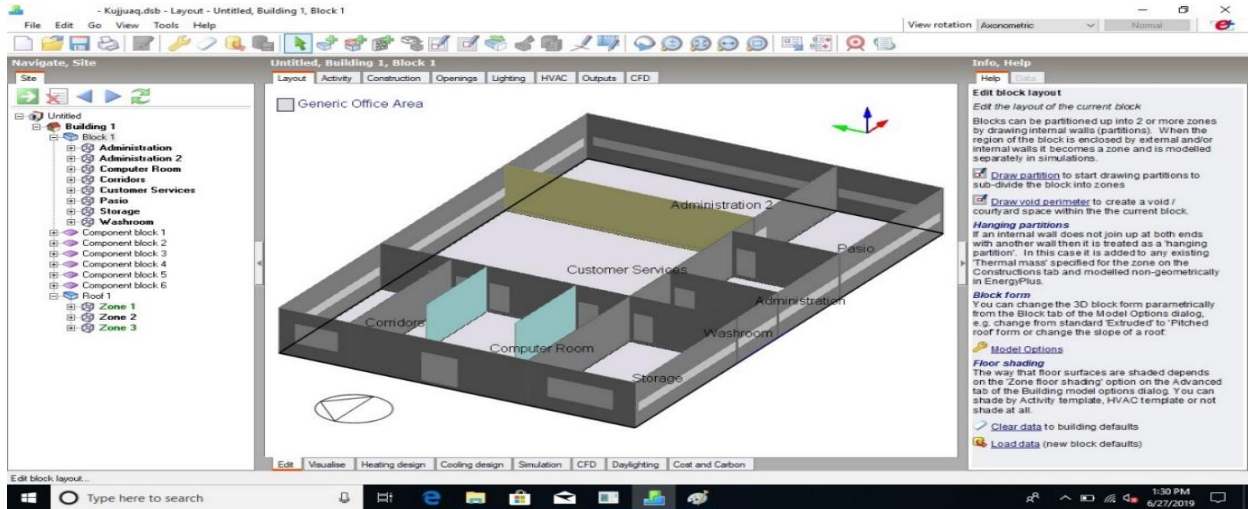 - Kujjuaq.dsb - Layout - Untitled, Building 1, Block 1
File Edit Go View Tools Help
View rotation Axonometric Normal
Navigate, Site
Untitled, Building 1, Block 1
Info, Help
Site
Layout Activity Construction Openings Lighting HVAC Outputs CFD
Help Data
Untitled
Building 1
Block 1
Administration
Administration 2
Computer Room
Corridors
Customer Services
Pasio
Storage
Washroom
Component block 1
Component block 2
Component block 3
Component block 4
Component block 5
Component block 6
Roof 1
Zone 1
Zone 2
Zone 3
Generic Office Area
Administration 2
Pasio
Customer Services
Administration
Corridors
Washroom
Computer Room
Storage
Edit block layout
Edit the layout of the current block
Blocks can be partitioned up into 2 or more zones
by drawing internal walls (partitions). When the
region of the block is enclosed by external and/or
internal walls it becomes a zone and is modelled
separately in simulations.
Draw partition to start drawing partitions to
sub-divide the block into zones
Draw void perimeter to create a void /
courtyard space within the the current block.
Hanging partitions
If an internal wall does not join up at both ends
with another wall then it is treated as a 'hanging
partition'. In this case it is added to any existing
'Thermal mass' specified for the zone on the
Constructions tab and modelled non-geometrically
in EnergyPlus.
Block form
You can change the 3D block form parametrically
from the Block tab of the Model Options dialog,
e.g. change from standard 'Extruded' to 'Pitched
roof' form or change the slope of a roof.
Model Options
Floor shading
The way that floor surfaces are shaded depends
on the 'Zone floor shading' option on the Advanced
tab of the Building model options dialog. You can
shade by Activity template, HVAC template or not
shade at all.
Clear data to building defaults
Load data (new block defaults)
Edit Visualise Heating design Cooling design Simulation CFD Daylighting Cost and Carbon
Edit block layout...
Type here to search
1:30 PM
6/27/2019